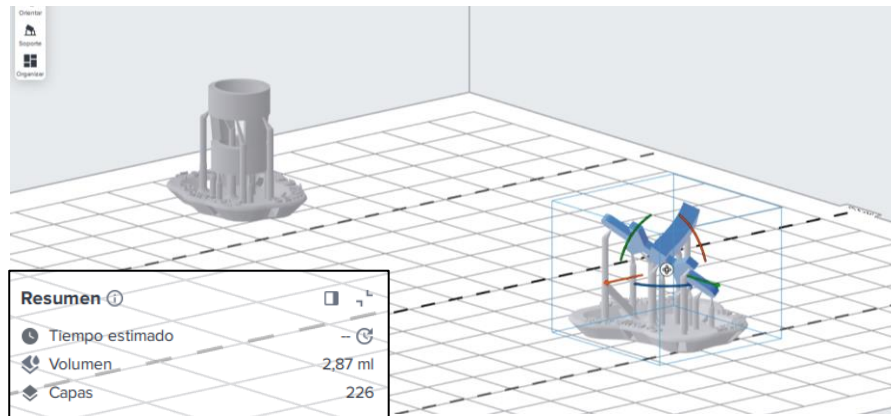 Orientar
Soporte
Organizar
Resumen
Tiempo estimado --
Volumen 2,87 ml
Capas 226